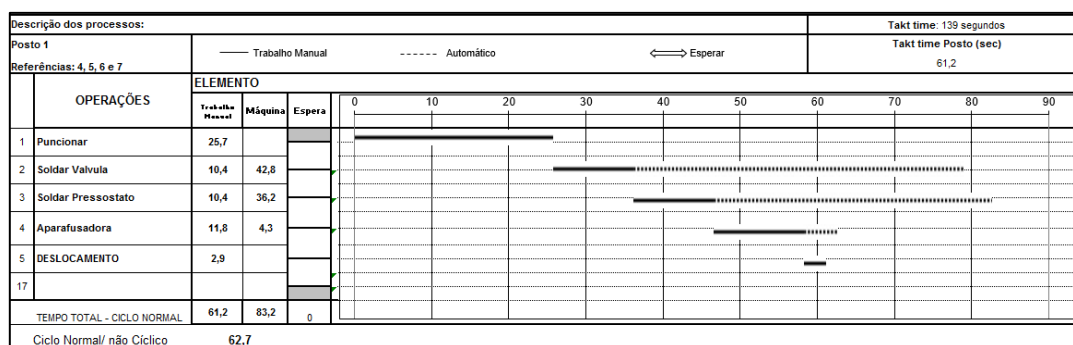 Descrição dos processos:
Takt time: 139 segundos
Posto 1
Trabalho Manual
Automático
Esperar
Takt time Posto (sec)
Referências: 4, 5, 6 e 7
61,2
OPERAÇÕES
ELEMENTO
Trabalho Manual
Máquina
Espera
0 10 20 30 40 50 60 70 80 90
1 Puncionar 25,7
2 Soldar Valvula 10,4 42,8
3 Soldar Pressostato 10,4 36,2
4 Aparafusadora 11,8 4,3
5 DESLOCAMENTO 2,9
17
TEMPO TOTAL - CICLO NORMAL 61,2 83,2 0
Ciclo Normal/ não Cíclico 62,7